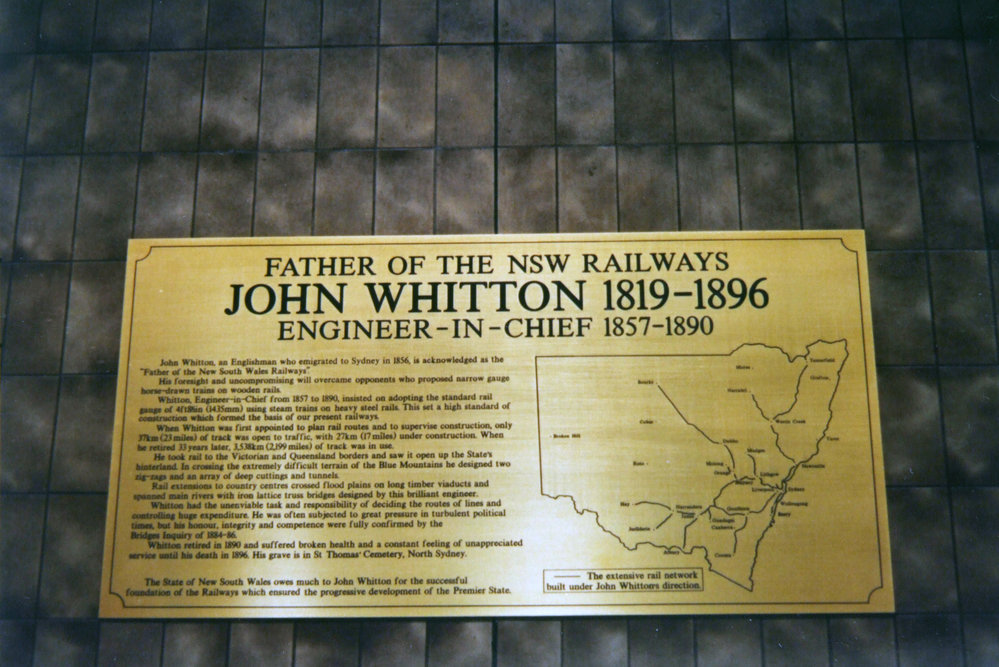 FATHER OF THE NSW RAILWAYS
JOHN WHITTON 1819-1896
ENGINEER-IN-CHIEF 1857-1890
John Whitton, an Englishman who emigrated to Sydney in 1856, is acknowledged as the
"Father of the New South Wales Railways".
His foresight and uncompromising will overcame opponents who proposed narrow gauge
horse-drawn trains on wooden rails.
Whitton, Engineer-in-Chief from 1857 to 1890, insisted on adopting the standard rail
gauge of 4ft8½in (1435mm) using steam trains on heavy steel rails. This set a high standard of
construction which formed the basis of our present railways.
When Whitton was first appointed to plan rail routes and to supervise construction, only
37km (23 miles) of track was open to traffic, with 27km (17 miles) under construction. When
he retired 33 years later, 3,538km (2,199 miles) of track was in use.
He took rail to the Victorian and Queensland borders and saw it open up the State's
hinterland. In crossing the extremely difficult terrain of the Blue Mountains he designed two
zig-zags and an array of deep cuttings and tunnels.
Rail extensions to country centres crossed flood plains on long timber viaducts and
spanned main rivers with iron lattice truss bridges designed by this brilliant engineer.
Whitton had the unenviable task and responsibility of deciding the routes of lines and
controlling huge expenditure. He was often subjected to great pressure in turbulent political
times, but his honour, integrity and competence were fully confirmed by the
Bridges Inquiry of 1884-86.
Whitton retired in 1890 and suffered broken health and a constant feeling of unappreciated
service until his death in 1896. His grave is in St Thomas' Cemetery, North Sydney.
The State of New South Wales owes much to John Whitton for the successful
foundation of the Railways which ensured the progressive development of the Premier State.
Tenterfield
Moree
Grafton
Bourke
Narrabri
Werris Creek
Cobar
Broken Hill
Taree
Dubbo
Mudgee
Newcastle
Roto
Molong
Orange
Lithgow
Liverpool
Sydney
Wollongong
Hay
Narrandera
Goulburn
Berry
Gundagai
Jerilderie
Canberra
Albury
Cooma
The extensive rail network
built under John Whitton's direction.